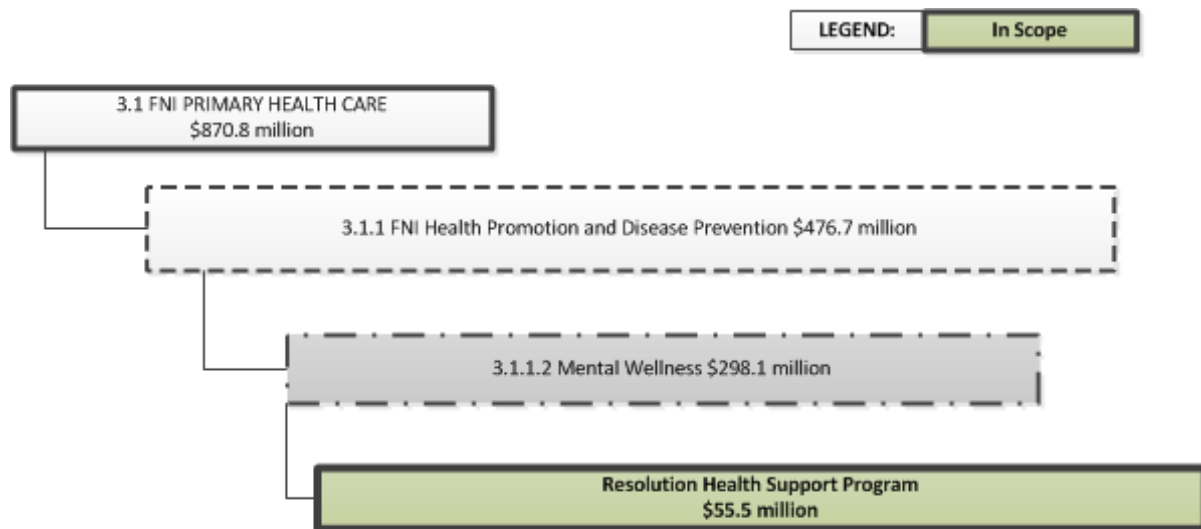 LEGEND: In Scope
3.1 FNI PRIMARY HEALTH CARE
$870.8 million
3.1.1 FNI Health Promotion and Disease Prevention $476.7 million
3.1.1.2 Mental Wellness $298.1 million
Resolution Health Support Program
$55.5 million